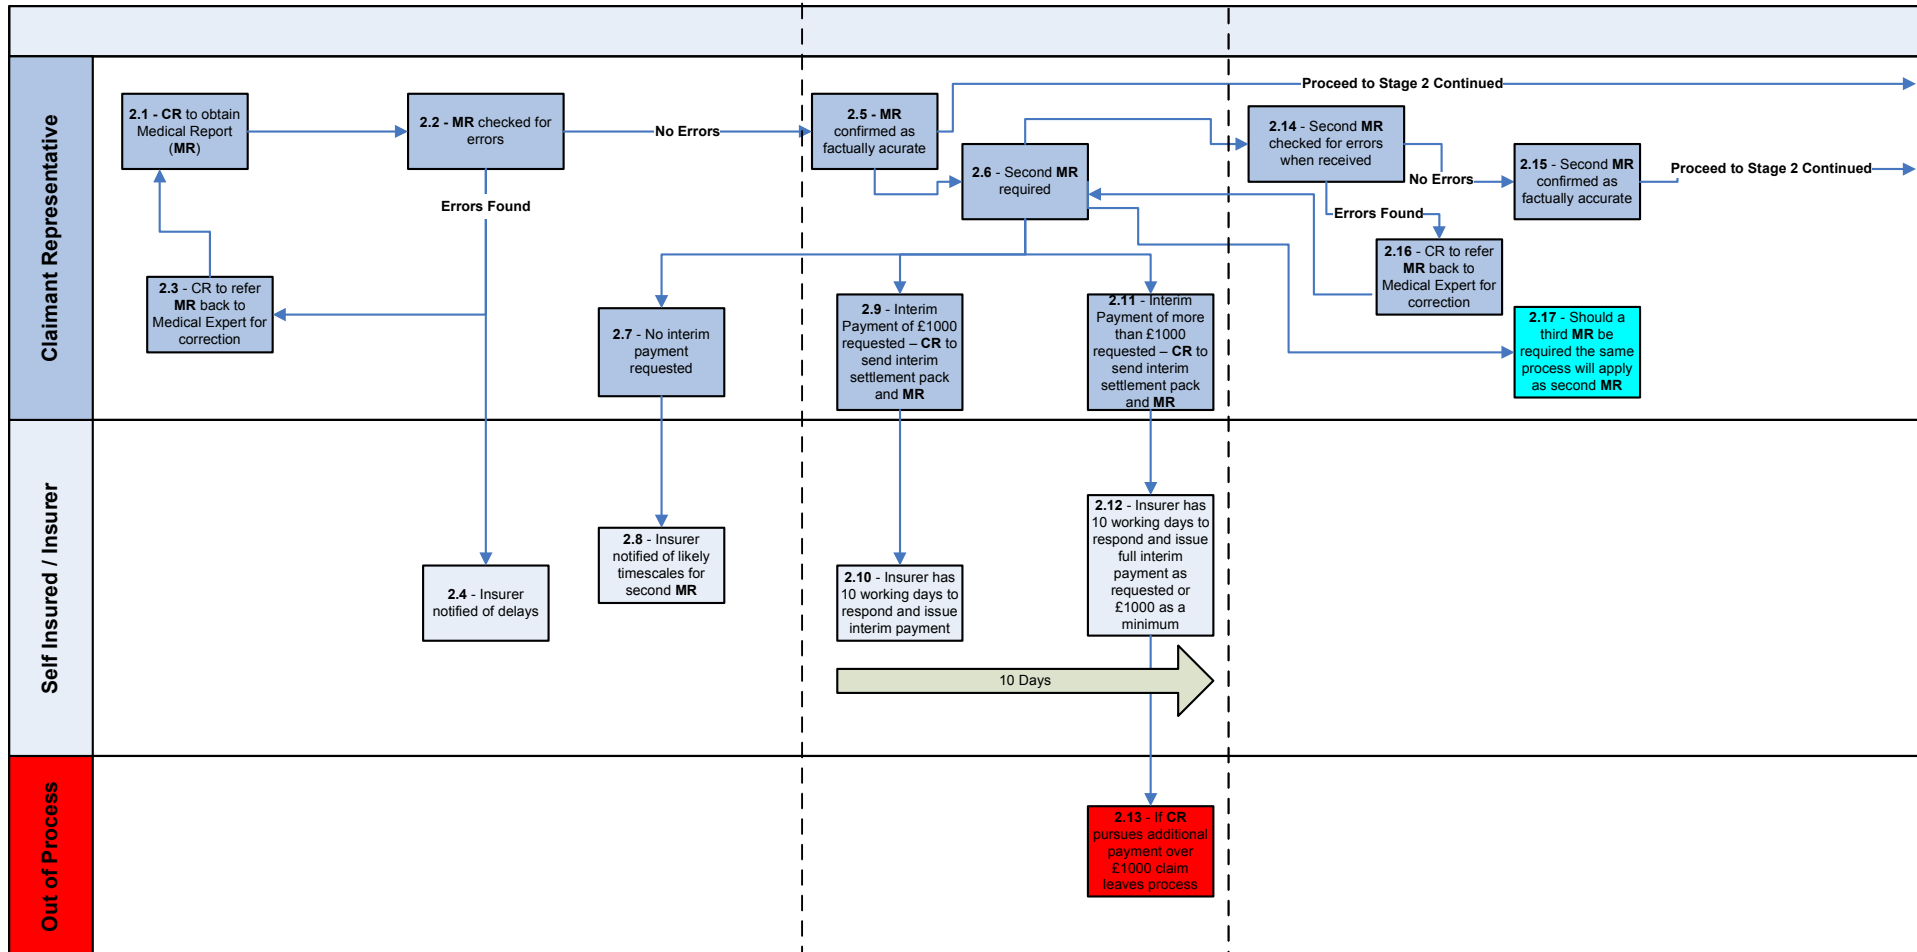 Claimant Representative
2.1 - CR to obtain
Medical Report
(MR)
2.2 - MR checked for
errors
No Errors
Errors Found
2.3 - CR to refer
MR back to
Medical Expert for
correction
2.5 - MR
confirmed as
factually acurate
Proceed to Stage 2 Continued
2.6 - Second MR
required
2.7 - No interim
payment
requested
2.9 - Interim
Payment of £1000
requested – CR to
send interim
settlement pack
and MR
2.11 - Interim
Payment of more
than £1000
requested – CR to
send interim
settlement pack
and MR
2.14 - Second MR
checked for errors
when received
No Errors
Errors Found
2.15 - Second MR
confirmed as
factually accurate
Proceed to Stage 2 Continued
2.16 - CR to refer
MR back to
Medical Expert for
correction
2.17 - Should a
third MR be
required the same
process will apply
as second MR
Self Insured / Insurer
2.4 - Insurer
notified of delays
2.8 - Insurer
notified of likely
timescales for
second MR
2.10 - Insurer has
10 working days to
respond and issue
interim payment
2.12 - Insurer has
10 working days to
respond and issue
full interim
payment as
requested or
£1000 as a
minimum
10 Days
Out of Process
2.13 - If CR
pursues additional
payment over
£1000 claim
leaves process